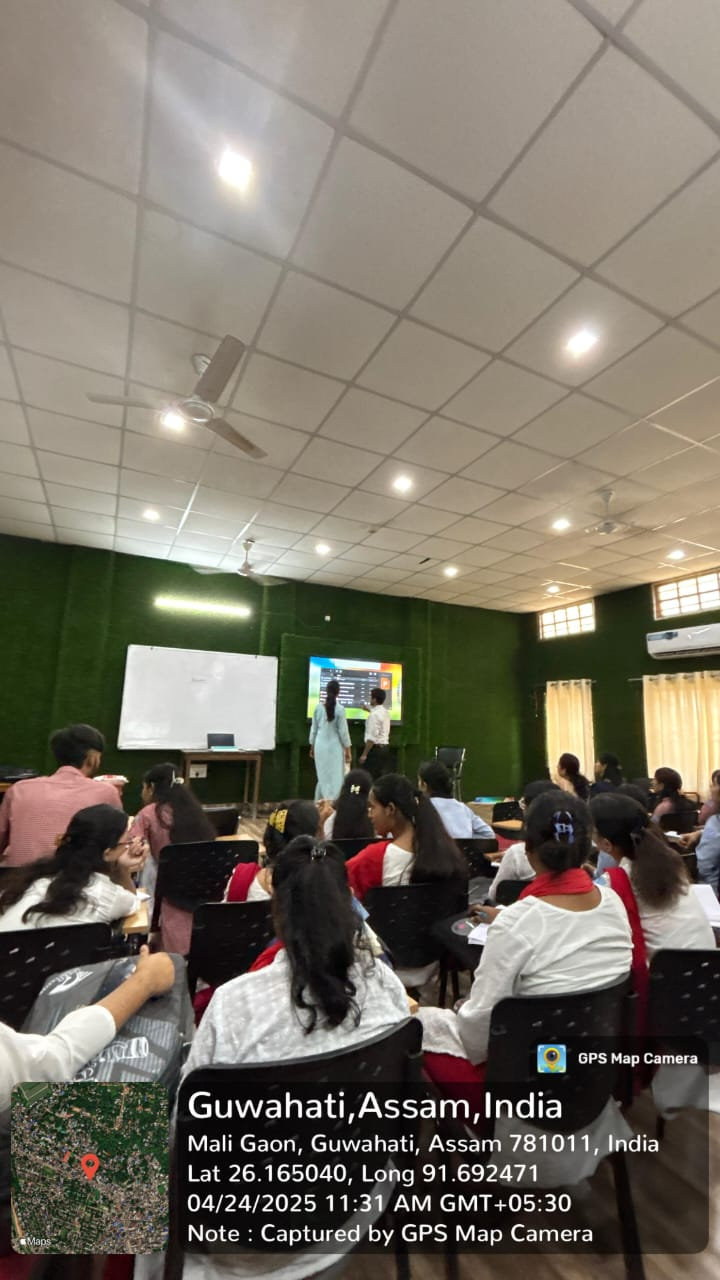 GPS Map Camera
Guwahati,Assam,India
Mali Gaon, Guwahati, Assam 781011, India
Lat 26.165040, Long 91.692471
04/24/2025 11:31 AM GMT+05:30
Note : Captured by GPS Map Camera
Maps